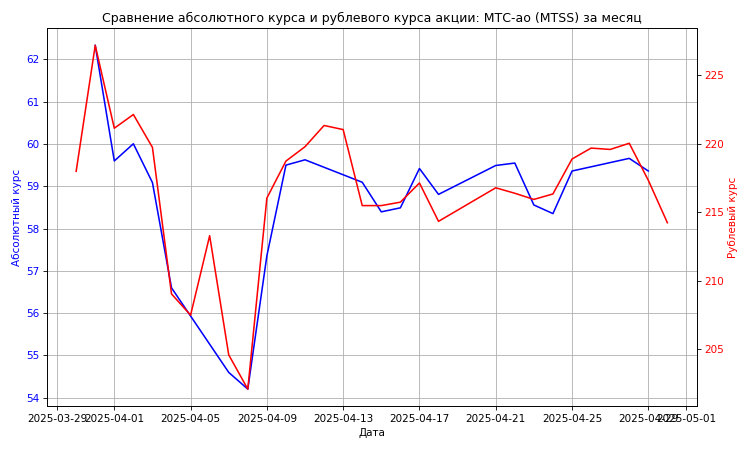 Сравнение абсолютного курса и рублевого курса акции: МТС-ао (MTSS) за месяц
62
61
60
59
58
57
56
55
54
Абсолютный курс
225
220
215
210
205
Рублевый курс
2025-03-29 2025-04-01 2025-04-05 2025-04-09 2025-04-13 2025-04-17 2025-04-21 2025-04-25 2025-04-29 2025-05-01
Дата